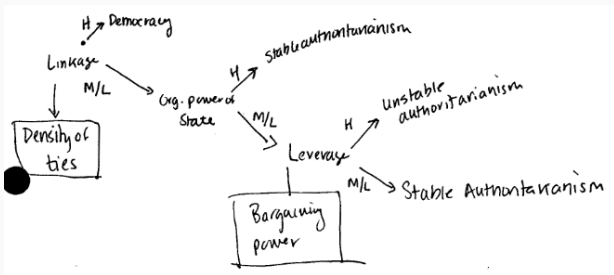 H Democracy
Linkage
M/L
Density of
ties
H
Stable authoritarianism
Org. power of
State
M/L
Leverage
H
Unstable
authoritarianism
M/L
Stable Authoritarianism
Bargaining
power